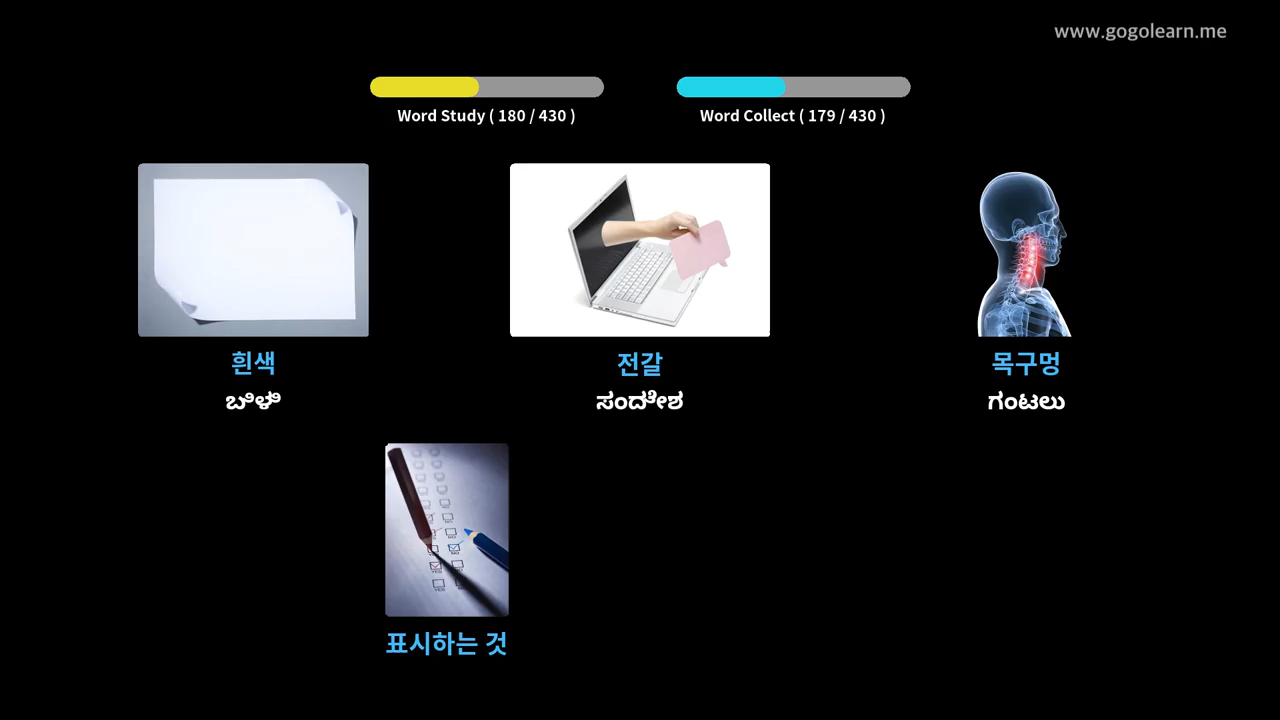 www.gogolearn.me
Word Study ( 180 / 430 )
Word Collect ( 179 / 430 )
흰색
ಬಿಳಿ
전갈
ಸಂದೇಶ
목구멍
ಗಂಟಲು
표시하는 것